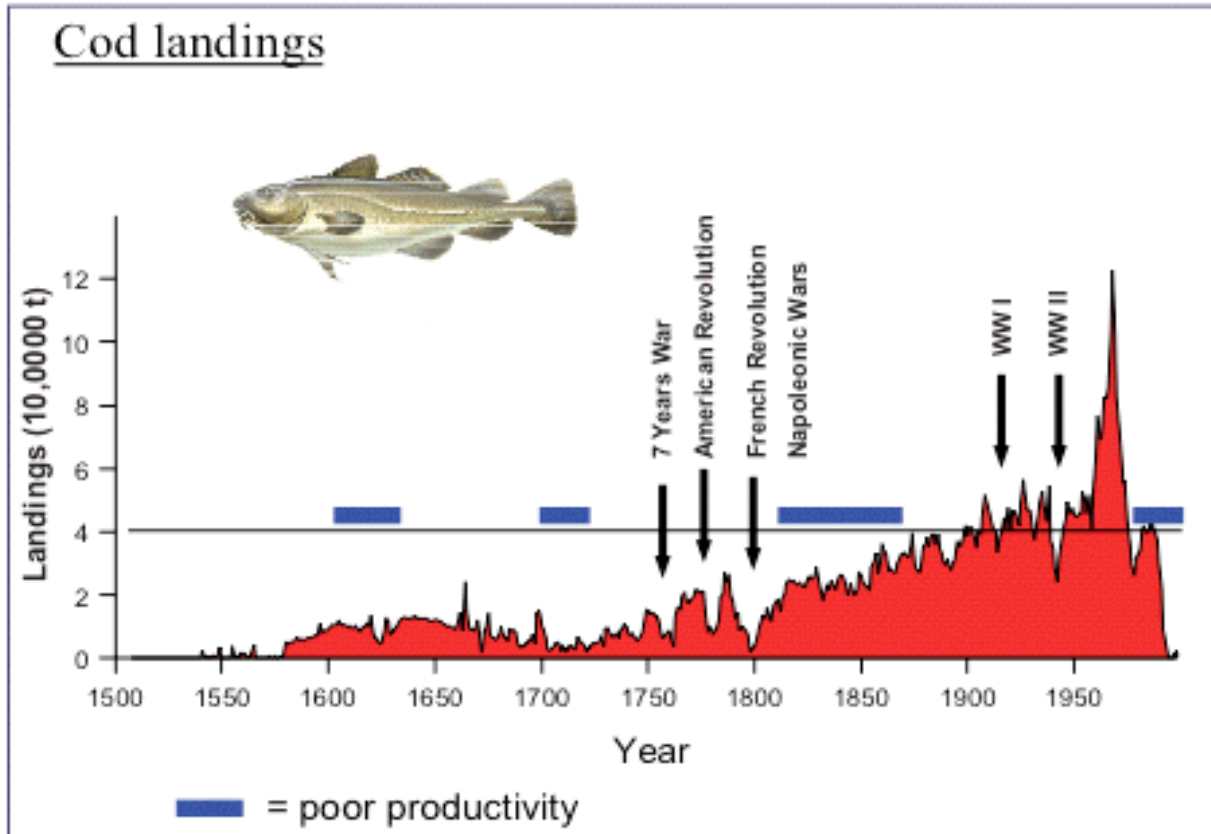 Cod landings
Landings (10,0000 t)
12
10
8
6
4
2
0
7 Years War
American Revolution
French Revolution
Napoleonic Wars
WW I
WW II
1500 1550 1600 1650 1700 1750 1800 1850 1900 1950
Year
= poor productivity